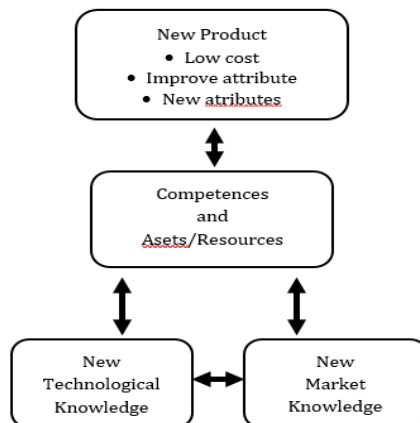 New Product
• Low cost
• Improve attribute
• New atributes
Competences
and
Asets/Resources
New
Technological
Knowledge
New
Market
Knowledge